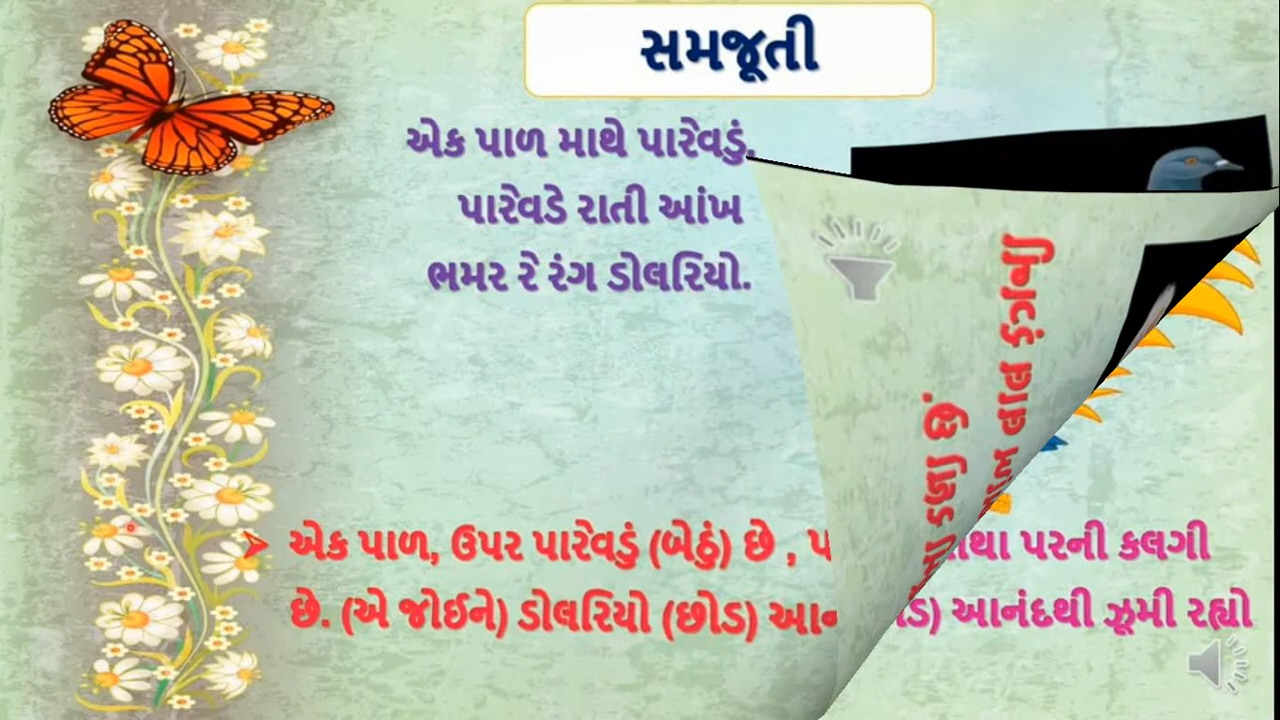 સમજૂતી
એક પાળ માથે પારેવડું.
પારેવડે રાતી આંખ
ભમર રે રંગ ડોલરિયો.
એક પાળ, ઉપર પારેવડું (બેઠું) છે , પરની કલગી
છે. (એ જોઈને) ડોલરિયો (છોડ) આનંદથી ઝૂમી રહ્યો